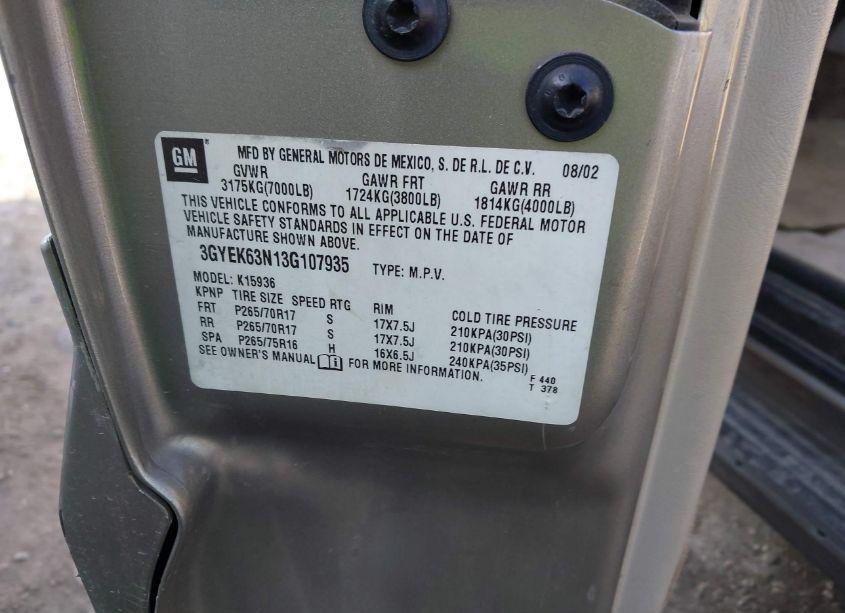 GM
MFD BY GENERAL MOTORS DE MEXICO, S. DE R.L. DE C.V. 08/02
GVWR GAWR FRT GAWR RR
3175KG(7000LB) 1724KG(3800LB) 1814KG(4000LB)
THIS VEHICLE CONFORMS TO ALL APPLICABLE U.S. FEDERAL MOTOR
VEHICLE SAFETY STANDARDS IN EFFECT ON THE DATE OF
MANUFACTURE SHOWN ABOVE.
3GYEK63N13G107935 TYPE: M.P.V.
MODEL: K15936
KPNP TIRE SIZE SPEED RTG RIM COLD TIRE PRESSURE
FRT P265/70R17 S 17X7.5J 210KPA(30PSI)
RR P265/70R17 S 17X7.5J 210KPA(30PSI)
SPA P265/75R16 H 16X6.5J 240KPA(35PSI)
SEE OWNER'S MANUAL FOR MORE INFORMATION.
F 440
T 378